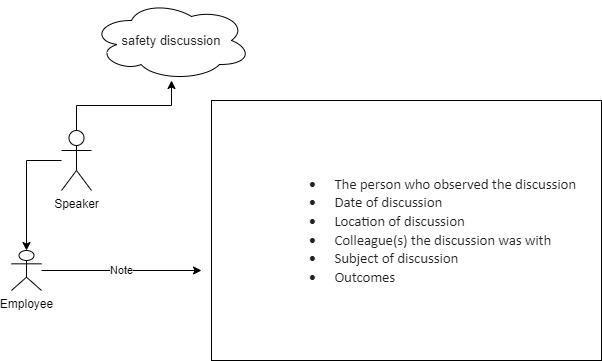 safety discussion
Speaker
Employee
Note
• The person who observed the discussion
• Date of discussion
• Location of discussion
• Colleague(s) the discussion was with
• Subject of discussion
• Outcomes